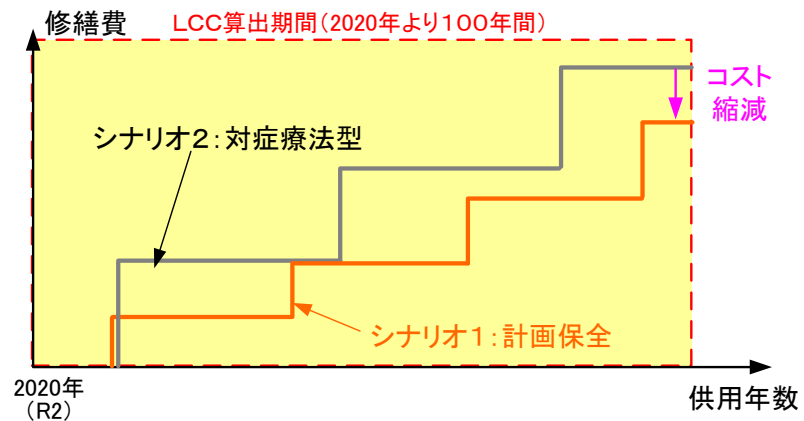 修繕費
LCC算出期間(2020年より100年間)
コスト
縮減
シナリオ2:対症療法型
シナリオ1:計画保全
2020年
(R2)
供用年数